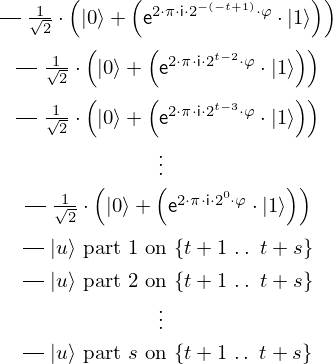 — 1/√2 · (|0⟩ + (e^{2·π·i·2^{-(-t+1)}·φ} · |1⟩))
— 1/√2 · (|0⟩ + (e^{2·π·i·2^{t-2}·φ} · |1⟩))
— 1/√2 · (|0⟩ + (e^{2·π·i·2^{t-3}·φ} · |1⟩))
⋮
— 1/√2 · (|0⟩ + (e^{2·π·i·2^{0}·φ} · |1⟩))
— |u⟩ part 1 on {t + 1 .. t + s}
— |u⟩ part 2 on {t + 1 .. t + s}
⋮
— |u⟩ part s on {t + 1 .. t + s}